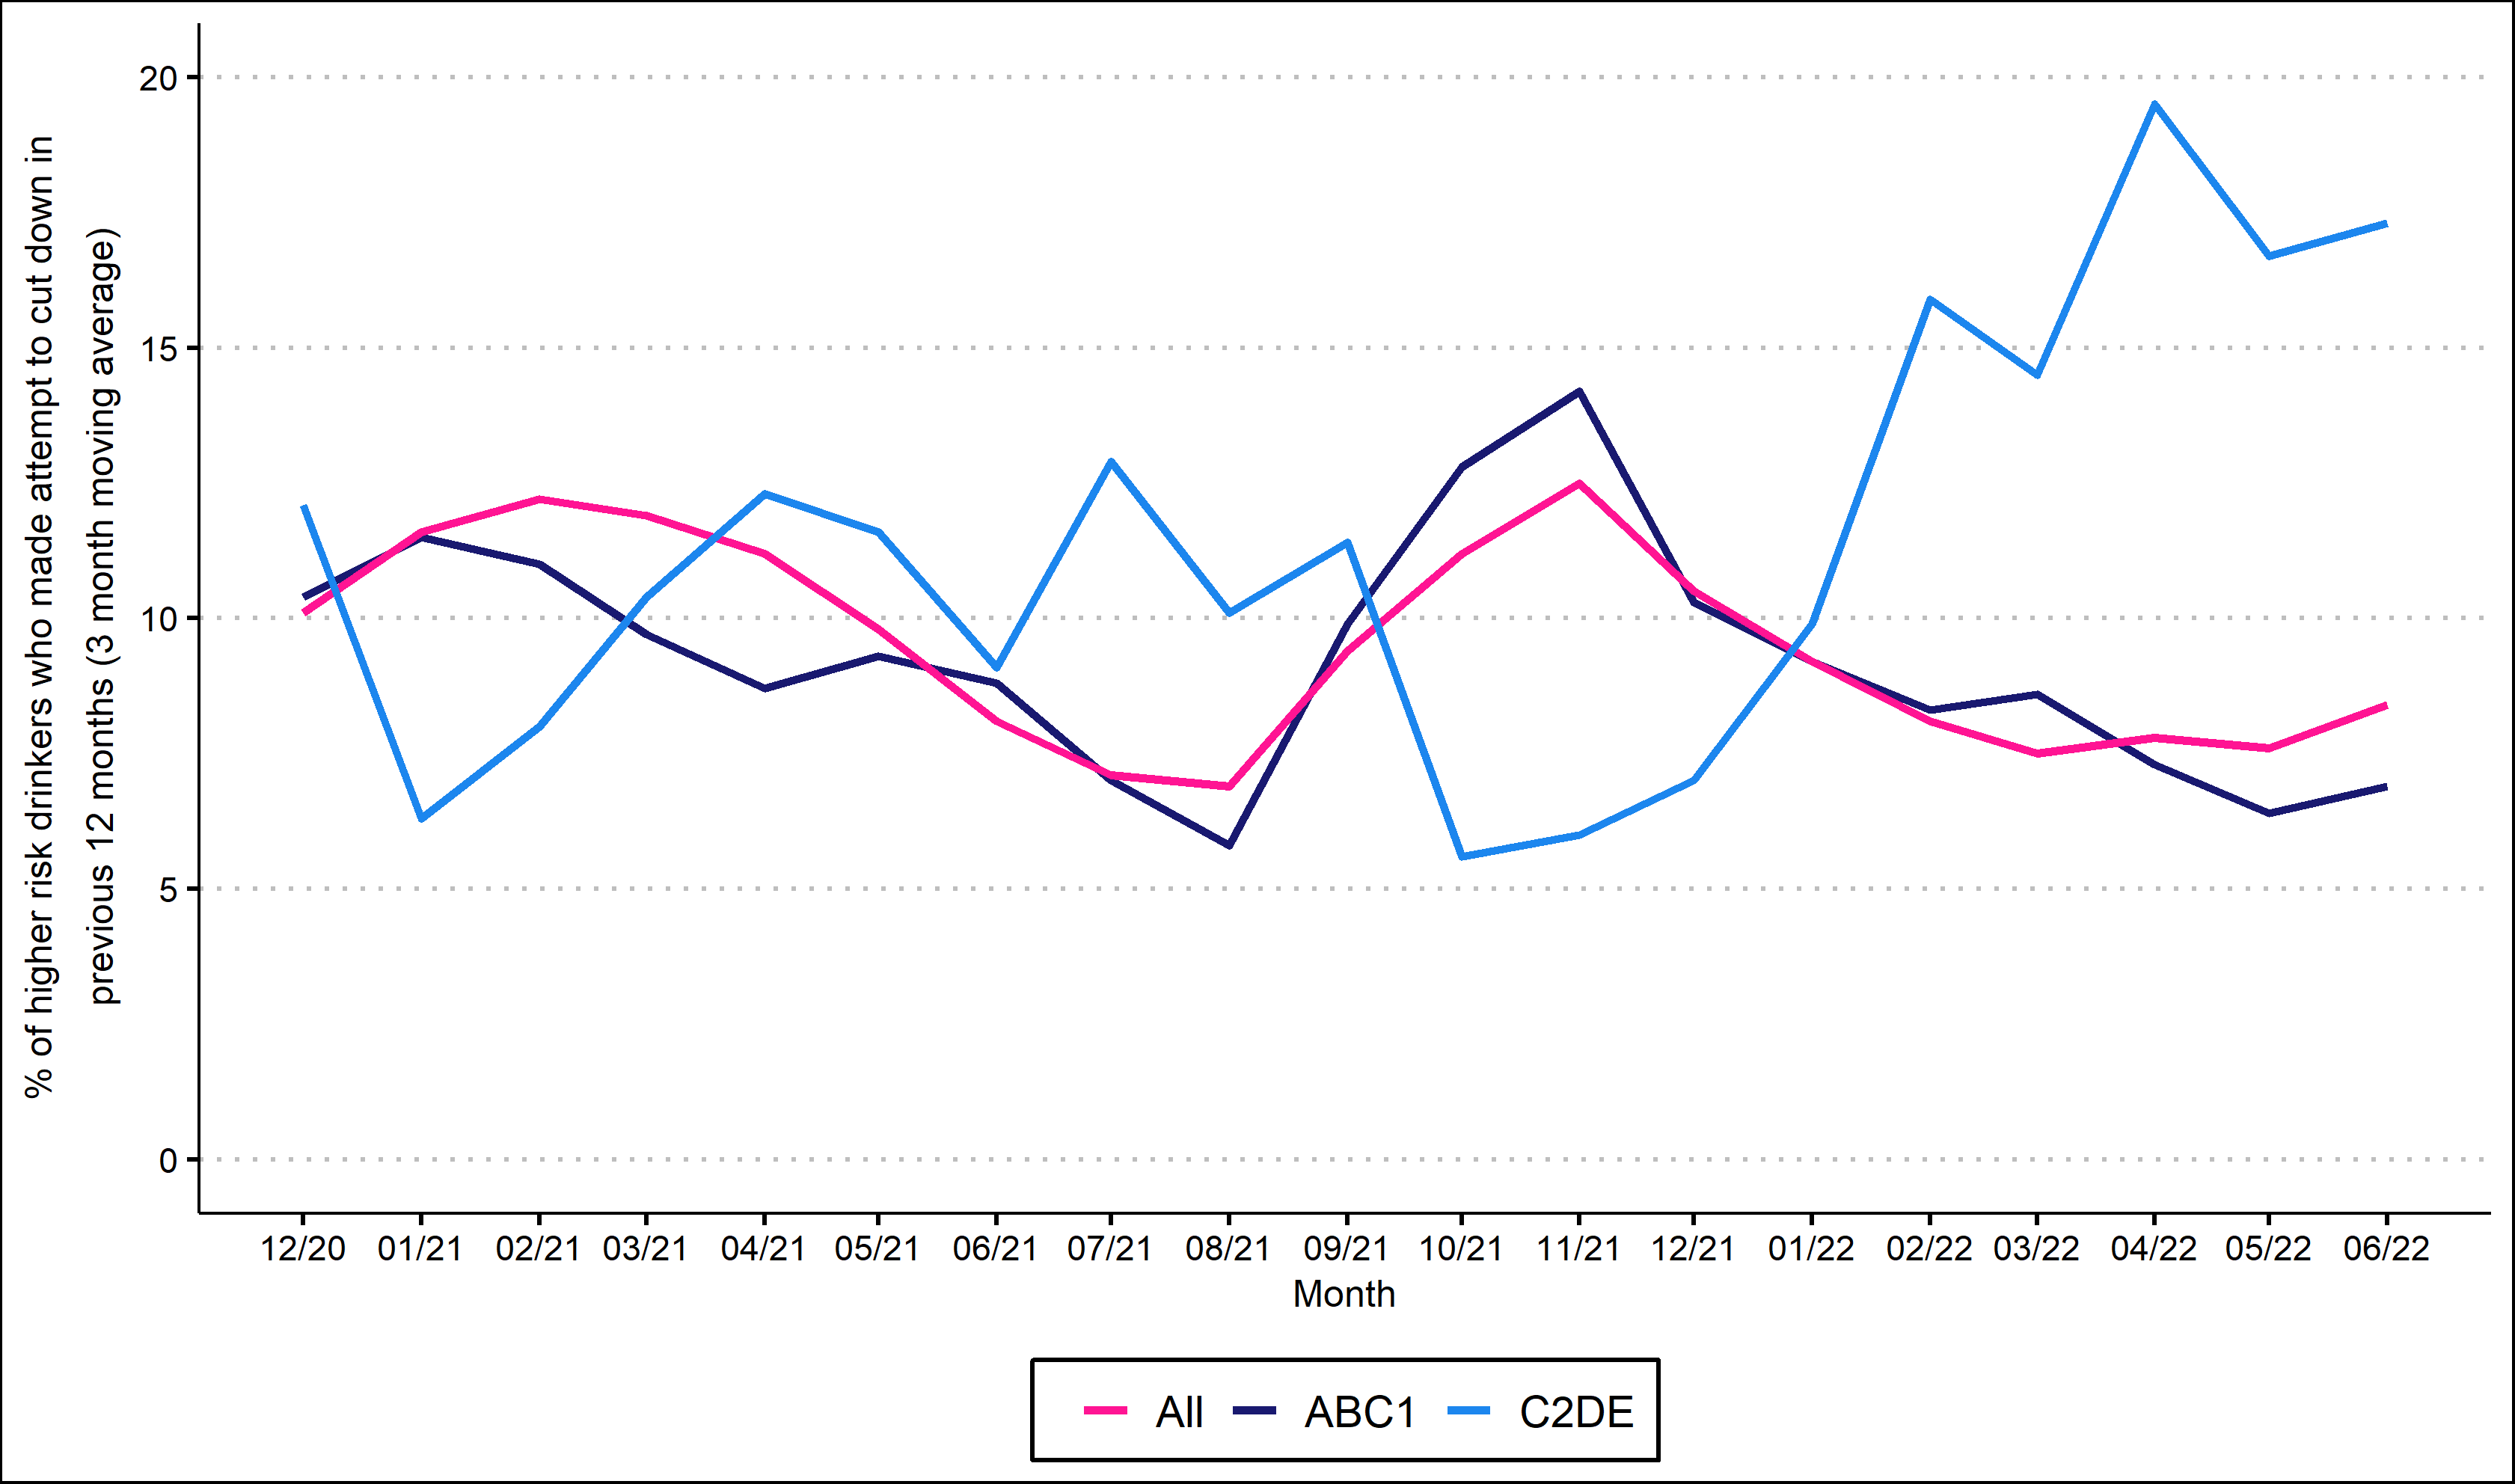 % of higher risk drinkers who made attempt to cut down in
previous 12 months (3 month moving average)
20
15
10
5
0
12/20 01/21 02/21 03/21 04/21 05/21 06/21 07/21 08/21 09/21 10/21 11/21 12/21 01/22 02/22 03/22 04/22 05/22 06/22
Month
All ABC1 C2DE